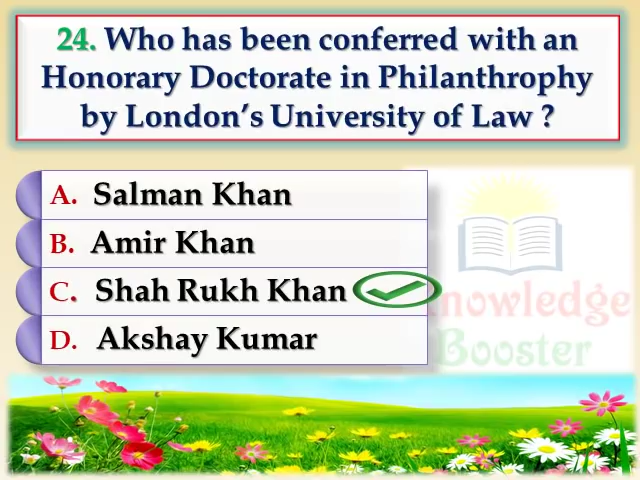 24. Who has been conferred with an
Honorary Doctorate in Philanthrophy
by London's University of Law ?
A. Salman Khan
B. Amir Khan
C. Shah Rukh Khan
D. Akshay Kumar
Knowledge
Booster